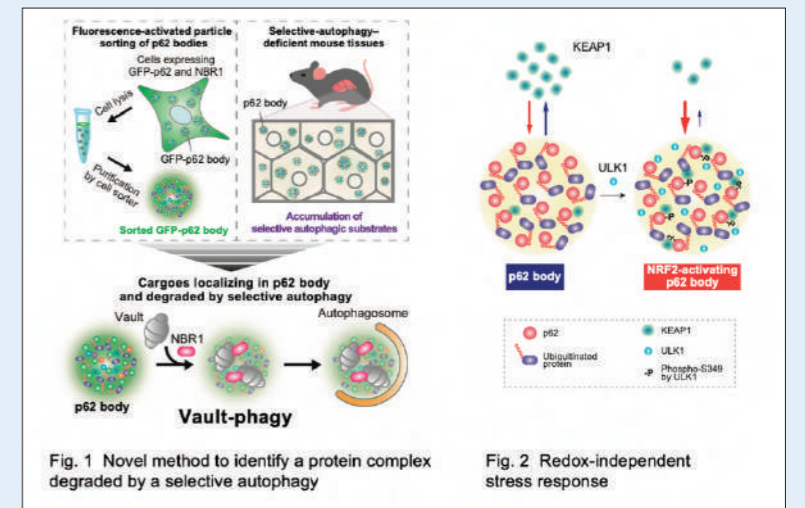 Fluorescence-activated particle
sorting of p62 bodies
Cells expressing
GFP-p62 and NBR1
Cell lysis
GFP-p62 body
Purification
by cell sorter
Sorted GFP-p62 body
Selective-autophagy–
deficient mouse tissues
p62 body
Accumulation of
selective autophagic substrates
Cargoes localizing in p62 body
and degraded by selective autophagy
Vault
NBR1
Autophagosome
p62 body
Vault-phagy
Fig. 1 Novel method to identify a protein complex
degraded by a selective autophagy
KEAP1
ULK1
P
P
P
P
P
p62 body
NRF2-activating
p62 body
p62
Ubiquitinated
protein
KEAP1
ULK1
-P Phospho-S349
by ULK1
Fig. 2 Redox-independent
stress response